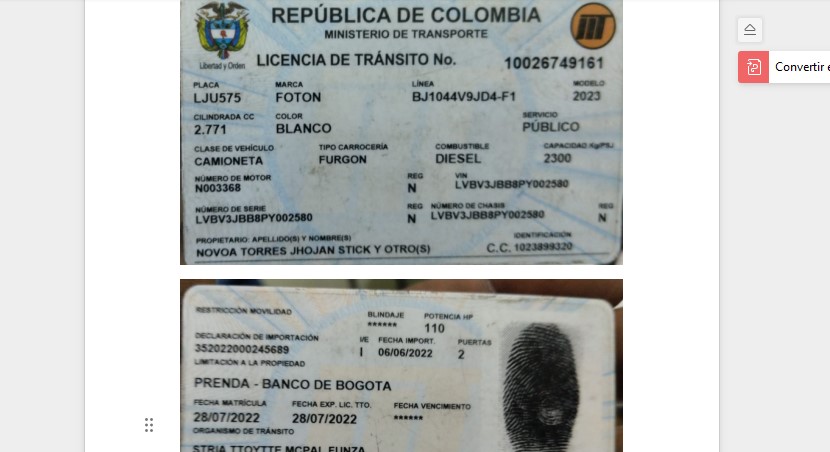 REPÚBLICA DE COLOMBIA
MINISTERIO DE TRANSPORTE
Libertad y Orden
LICENCIA DE TRÁNSITO No. 10026749161
PLACA MARCA LÍNEA MODELO
LJU575 FOTON BJ1044V9JD4-F1 2023
CILINDRADA CC COLOR SERVICIO
2.771 BLANCO PÚBLICO
CLASE DE VEHÍCULO TIPO CARROCERÍA COMBUSTIBLE CAPACIDAD Kg/PSJ
CAMIONETA FURGON DIESEL 2300
NÚMERO DE MOTOR REG VIN
N003368 N LVBV3JBB8PY002580
NÚMERO DE SERIE REG NÚMERO DE CHASIS REG
LVBV3JBB8PY002580 N LVBV3JBB8PY002580 N
PROPIETARIO: APELLIDO(S) Y NOMBRE(S) IDENTIFICACIÓN
NOVOA TORRES JHOJAN STICK Y OTRO(S) C.C. 1023899320
RESTRICCIÓN MOVILIDAD BLINDAJE POTENCIA HP
****** 110
DECLARACIÓN DE IMPORTACIÓN I/E FECHA IMPORT. PUERTAS
352022000245689 I 06/06/2022 2
LIMITACIÓN A LA PROPIEDAD
PRENDA - BANCO DE BOGOTA
FECHA MATRÍCULA FECHA EXP. LIC. TTO. FECHA VENCIMIENTO
28/07/2022 28/07/2022 ******
ORGANISMO DE TRÁNSITO
STRIA TTOYTTE MCPAL FUNZA
Convertir e